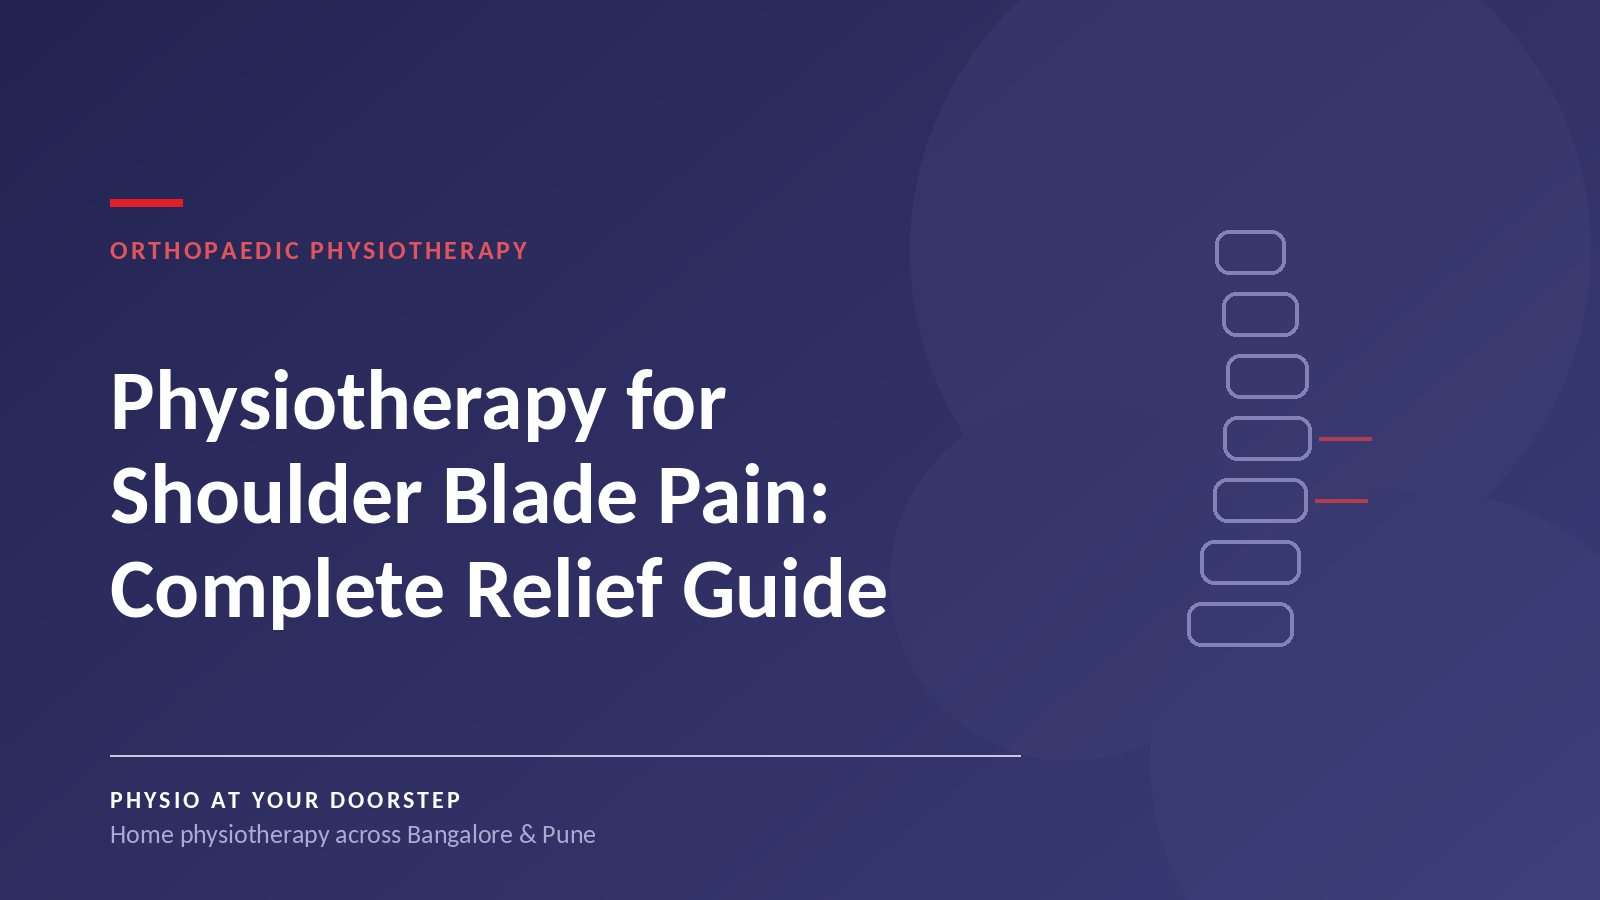 ORTHOPAEDIC PHYSIOTHERAPY
Physiotherapy for
Shoulder Blade Pain:
Complete Relief Guide
PHYSIO AT YOUR DOORSTEP
Home physiotherapy across Bangalore & Pune